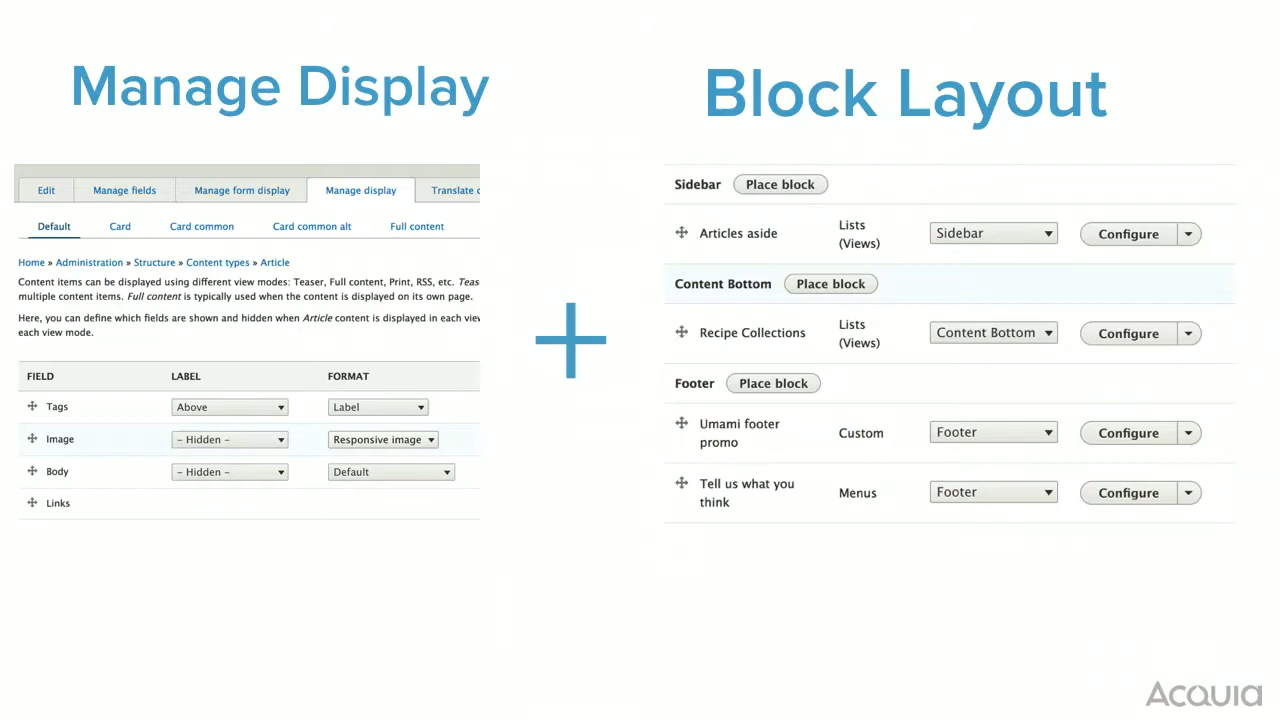 Manage Display
Edit Manage fields Manage form display Manage display Translate c
Default Card Card common Card common alt Full content
Home » Administration » Structure » Content types » Article
Content items can be displayed using different view modes: Teaser, Full content, Print, RSS, etc. Teas
multiple content items. Full content is typically used when the content is displayed on its own page.
Here, you can define which fields are shown and hidden when Article content is displayed in each view
each view mode.
FIELD LABEL FORMAT
Tags Above Label
Image - Hidden - Responsive image
Body - Hidden - Default
Links
+
Block Layout
Sidebar Place block
Articles aside Lists (Views) Sidebar Configure
Content Bottom Place block
Recipe Collections Lists (Views) Content Bottom Configure
Footer Place block
Umami footer promo Custom Footer Configure
Tell us what you think Menus Footer Configure
ACQUIA